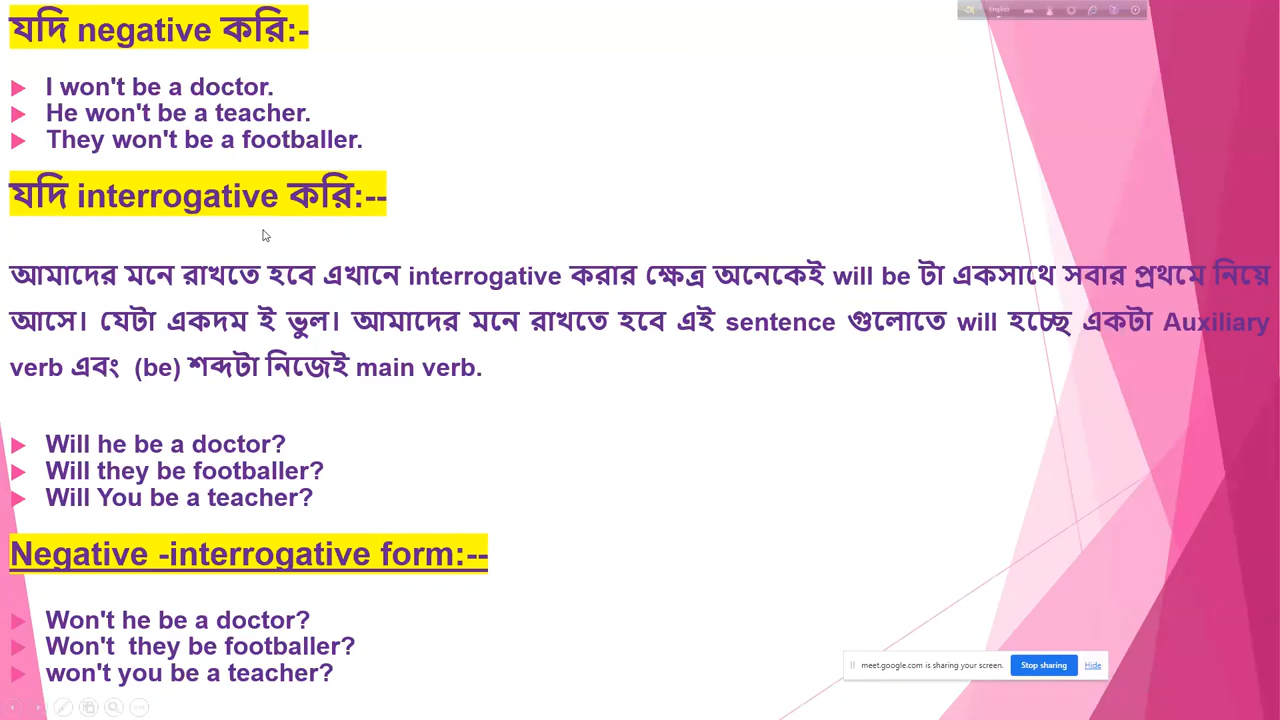 যদি negative করি:-
English
I won't be a doctor.
He won't be a teacher.
They won't be a footballer.
যদি interrogative করি:--
আমাদের মনে রাখতে হবে এখানে interrogative করার ক্ষেত্র অনেকেই will be টা একসাথে সবার প্রথমে নিয়ে
আসে। যেটা একদম ই ভুল। আমাদের মনে রাখতে হবে এই sentence গুলোতে will হচ্ছে একটা Auxiliary
verb এবং (be) শব্দটা নিজেই main verb.
Will he be a doctor?
Will they be footballer?
Will You be a teacher?
Negative -interrogative form:--
Won't he be a doctor?
Won't they be footballer?
won't you be a teacher?
meet.google.com is sharing your screen. Stop sharing Hide